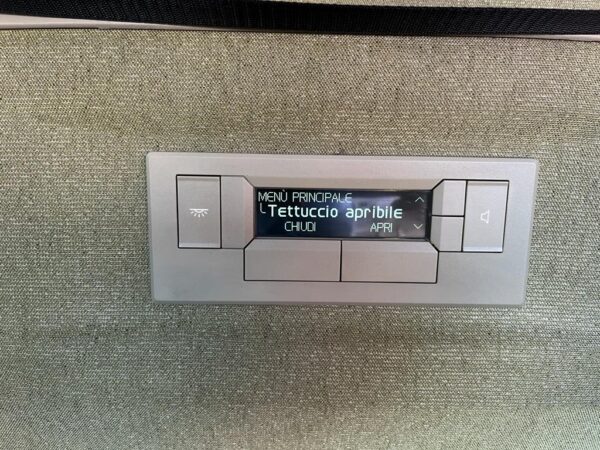 MENÙ PRINCIPALE
Tettuccio apribile
CHIUDI APRI